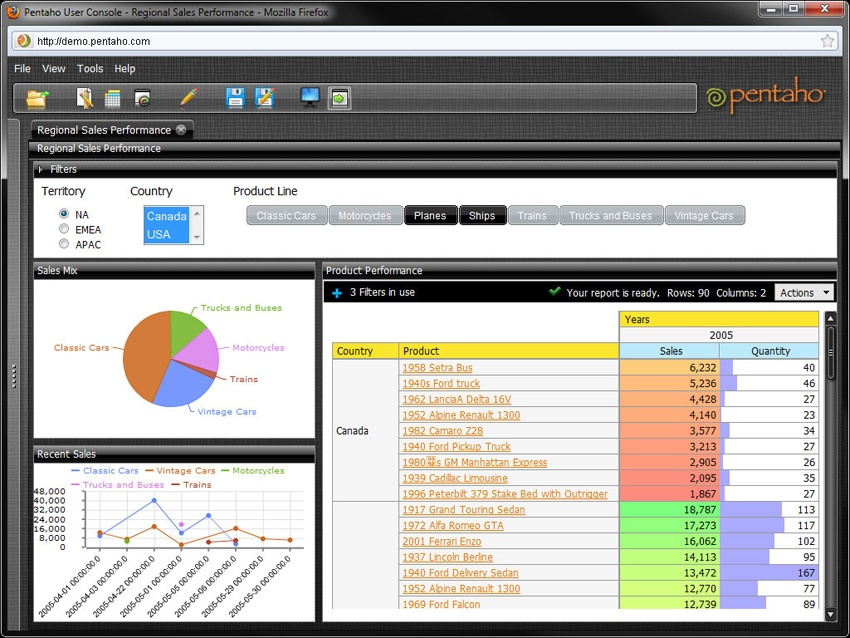 Pentaho User Console - Regional Sales Performance - Mozilla Firefox
http://demo.pentaho.com
File View Tools Help
pentaho
Regional Sales Performance
Regional Sales Performance
Filters
Territory Country Product Line
NA
EMEA
APAC
Canada
USA
Classic Cars Motorcycles Planes Ships Trains Trucks and Buses Vintage Cars
Sales Mix
Trucks and Buses
Classic Cars
Motorcycles
Trains
Vintage Cars
Recent Sales
Classic Cars Vintage Cars Motorcycles
Trucks and Buses Trains
48,000
40,000
32,000
24,000
16,000
8,000
0
2005-04-01 00:00:00.0
2005-04-03 00:00:00.0
2005-04-22 00:00:00.0
2005-05-01 00:00:00.0
2005-05-05 00:00:00.0
2005-05-06 00:00:00.0
2005-05-29 00:00:00.0
2005-05-30 00:00:00.0
Product Performance
3 Filters in use Your report is ready. Rows: 90 Columns: 2 Actions
Years
2005
Country Product Sales Quantity
Canada
1958 Setra Bus 6,232 40
1940s Ford truck 5,236 46
1962 LanciaA Delta 16V 4,428 27
1952 Alpine Renault 1300 4,140 23
1982 Camaro Z28 3,577 34
1940 Ford Pickup Truck 3,213 27
1980 s GM Manhattan Express 2,905 26
1939 Cadillac Limousine 2,095 35
1996 Peterbilt 379 Stake Bed with Outrigger 1,867 27
1917 Grand Touring Sedan 18,787 113
1972 Alfa Romeo GTA 17,273 117
2001 Ferrari Enzo 16,062 102
1937 Lincoln Berline 14,113 95
1940 Ford Delivery Sedan 13,472 167
1952 Alpine Renault 1300 12,770 77
1969 Ford Falcon 12,739 89